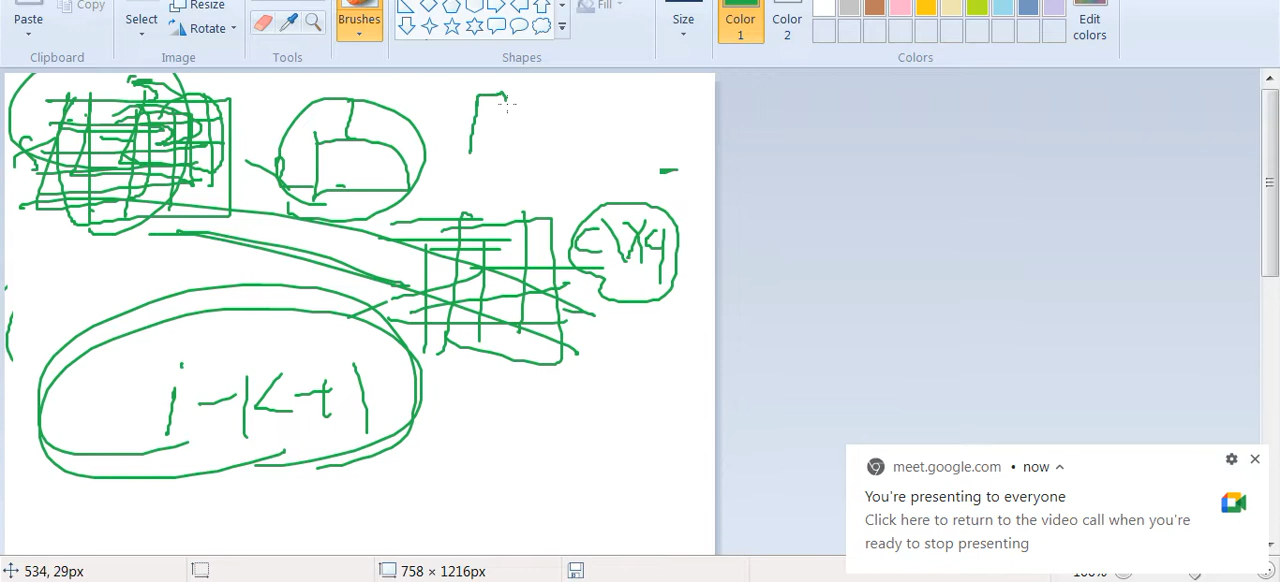 Resize
Copy
Paste
Select
Rotate
Brushes
Fill
Size
Color
1
Color
2
Edit
colors
Clipboard
Image
Tools
Shapes
Colors
i-k+1
meet.google.com • now
You're presenting to everyone
Click here to return to the video call when you're
ready to stop presenting
534, 29px
758 × 1216px
100%